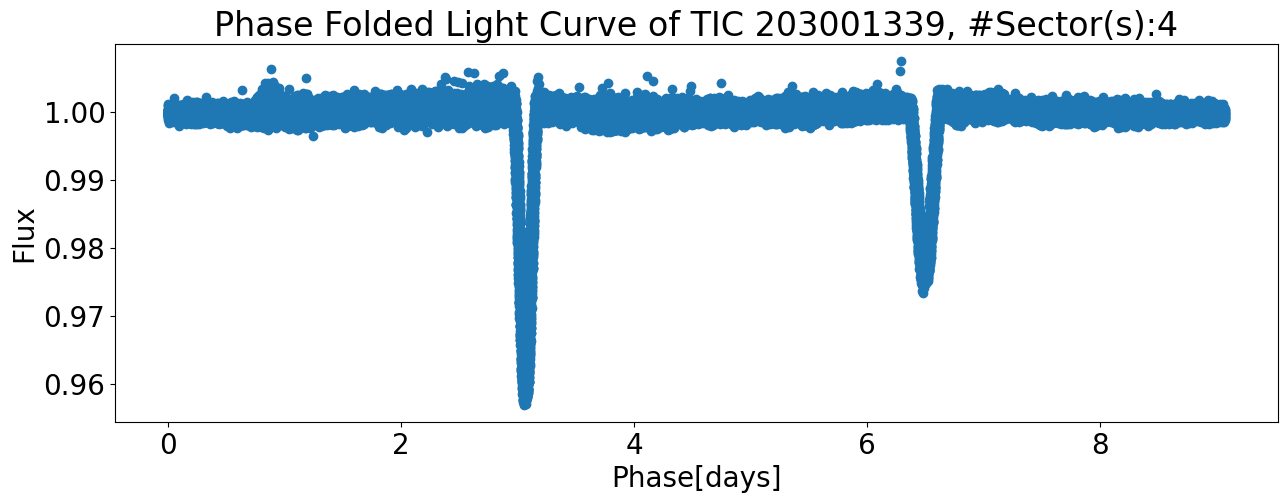 Phase Folded Light Curve of TIC 203001339, #Sector(s):4
1.00
0.99
0.98
0.97
0.96
Flux
0 2 4 6 8
Phase[days]